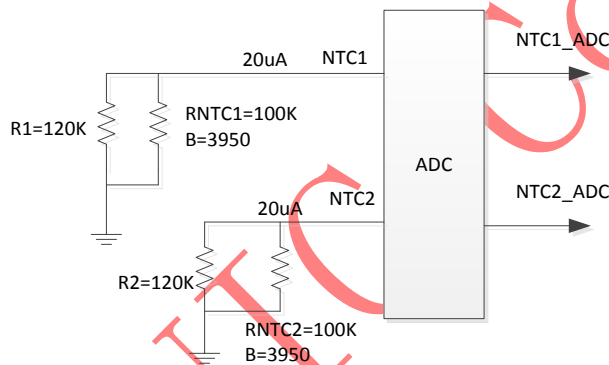 NTC1_ADC
20uA
NTC1
R1=120K
RNTC1=100K
B=3950
ADC
NTC2
NTC2_ADC
20uA
R2=120K
RNTC2=100K
B=3950